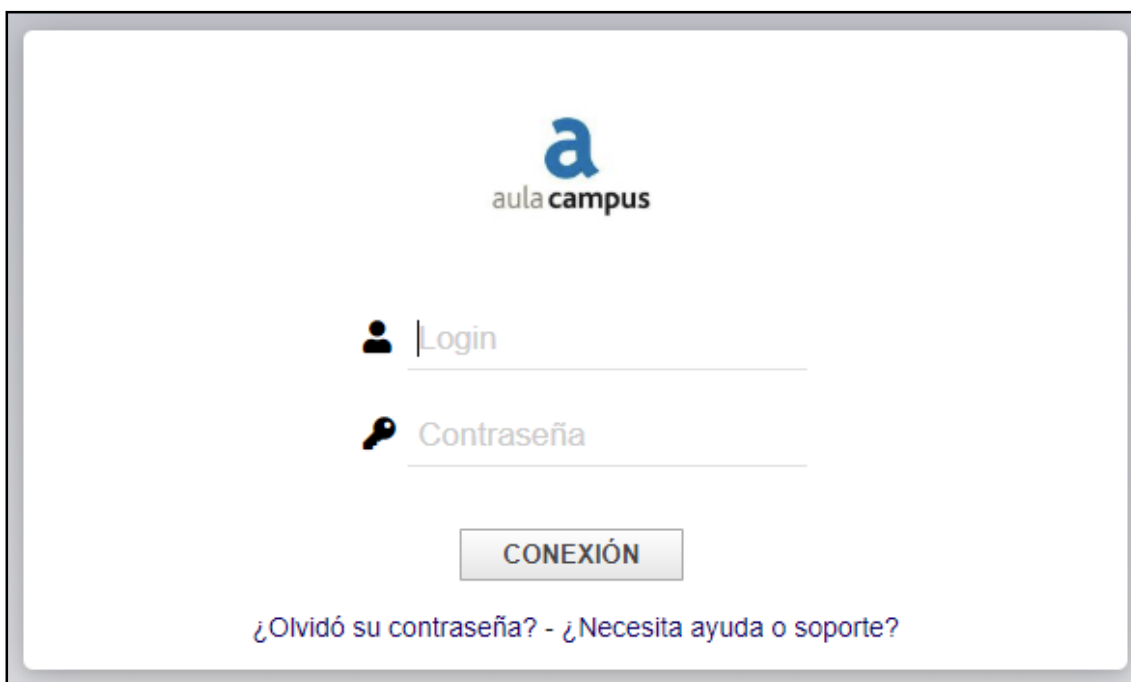 a
aula campus
Login
Contraseña
CONEXIÓN
¿Olvidó su contraseña? - ¿Necesita ayuda o soporte?